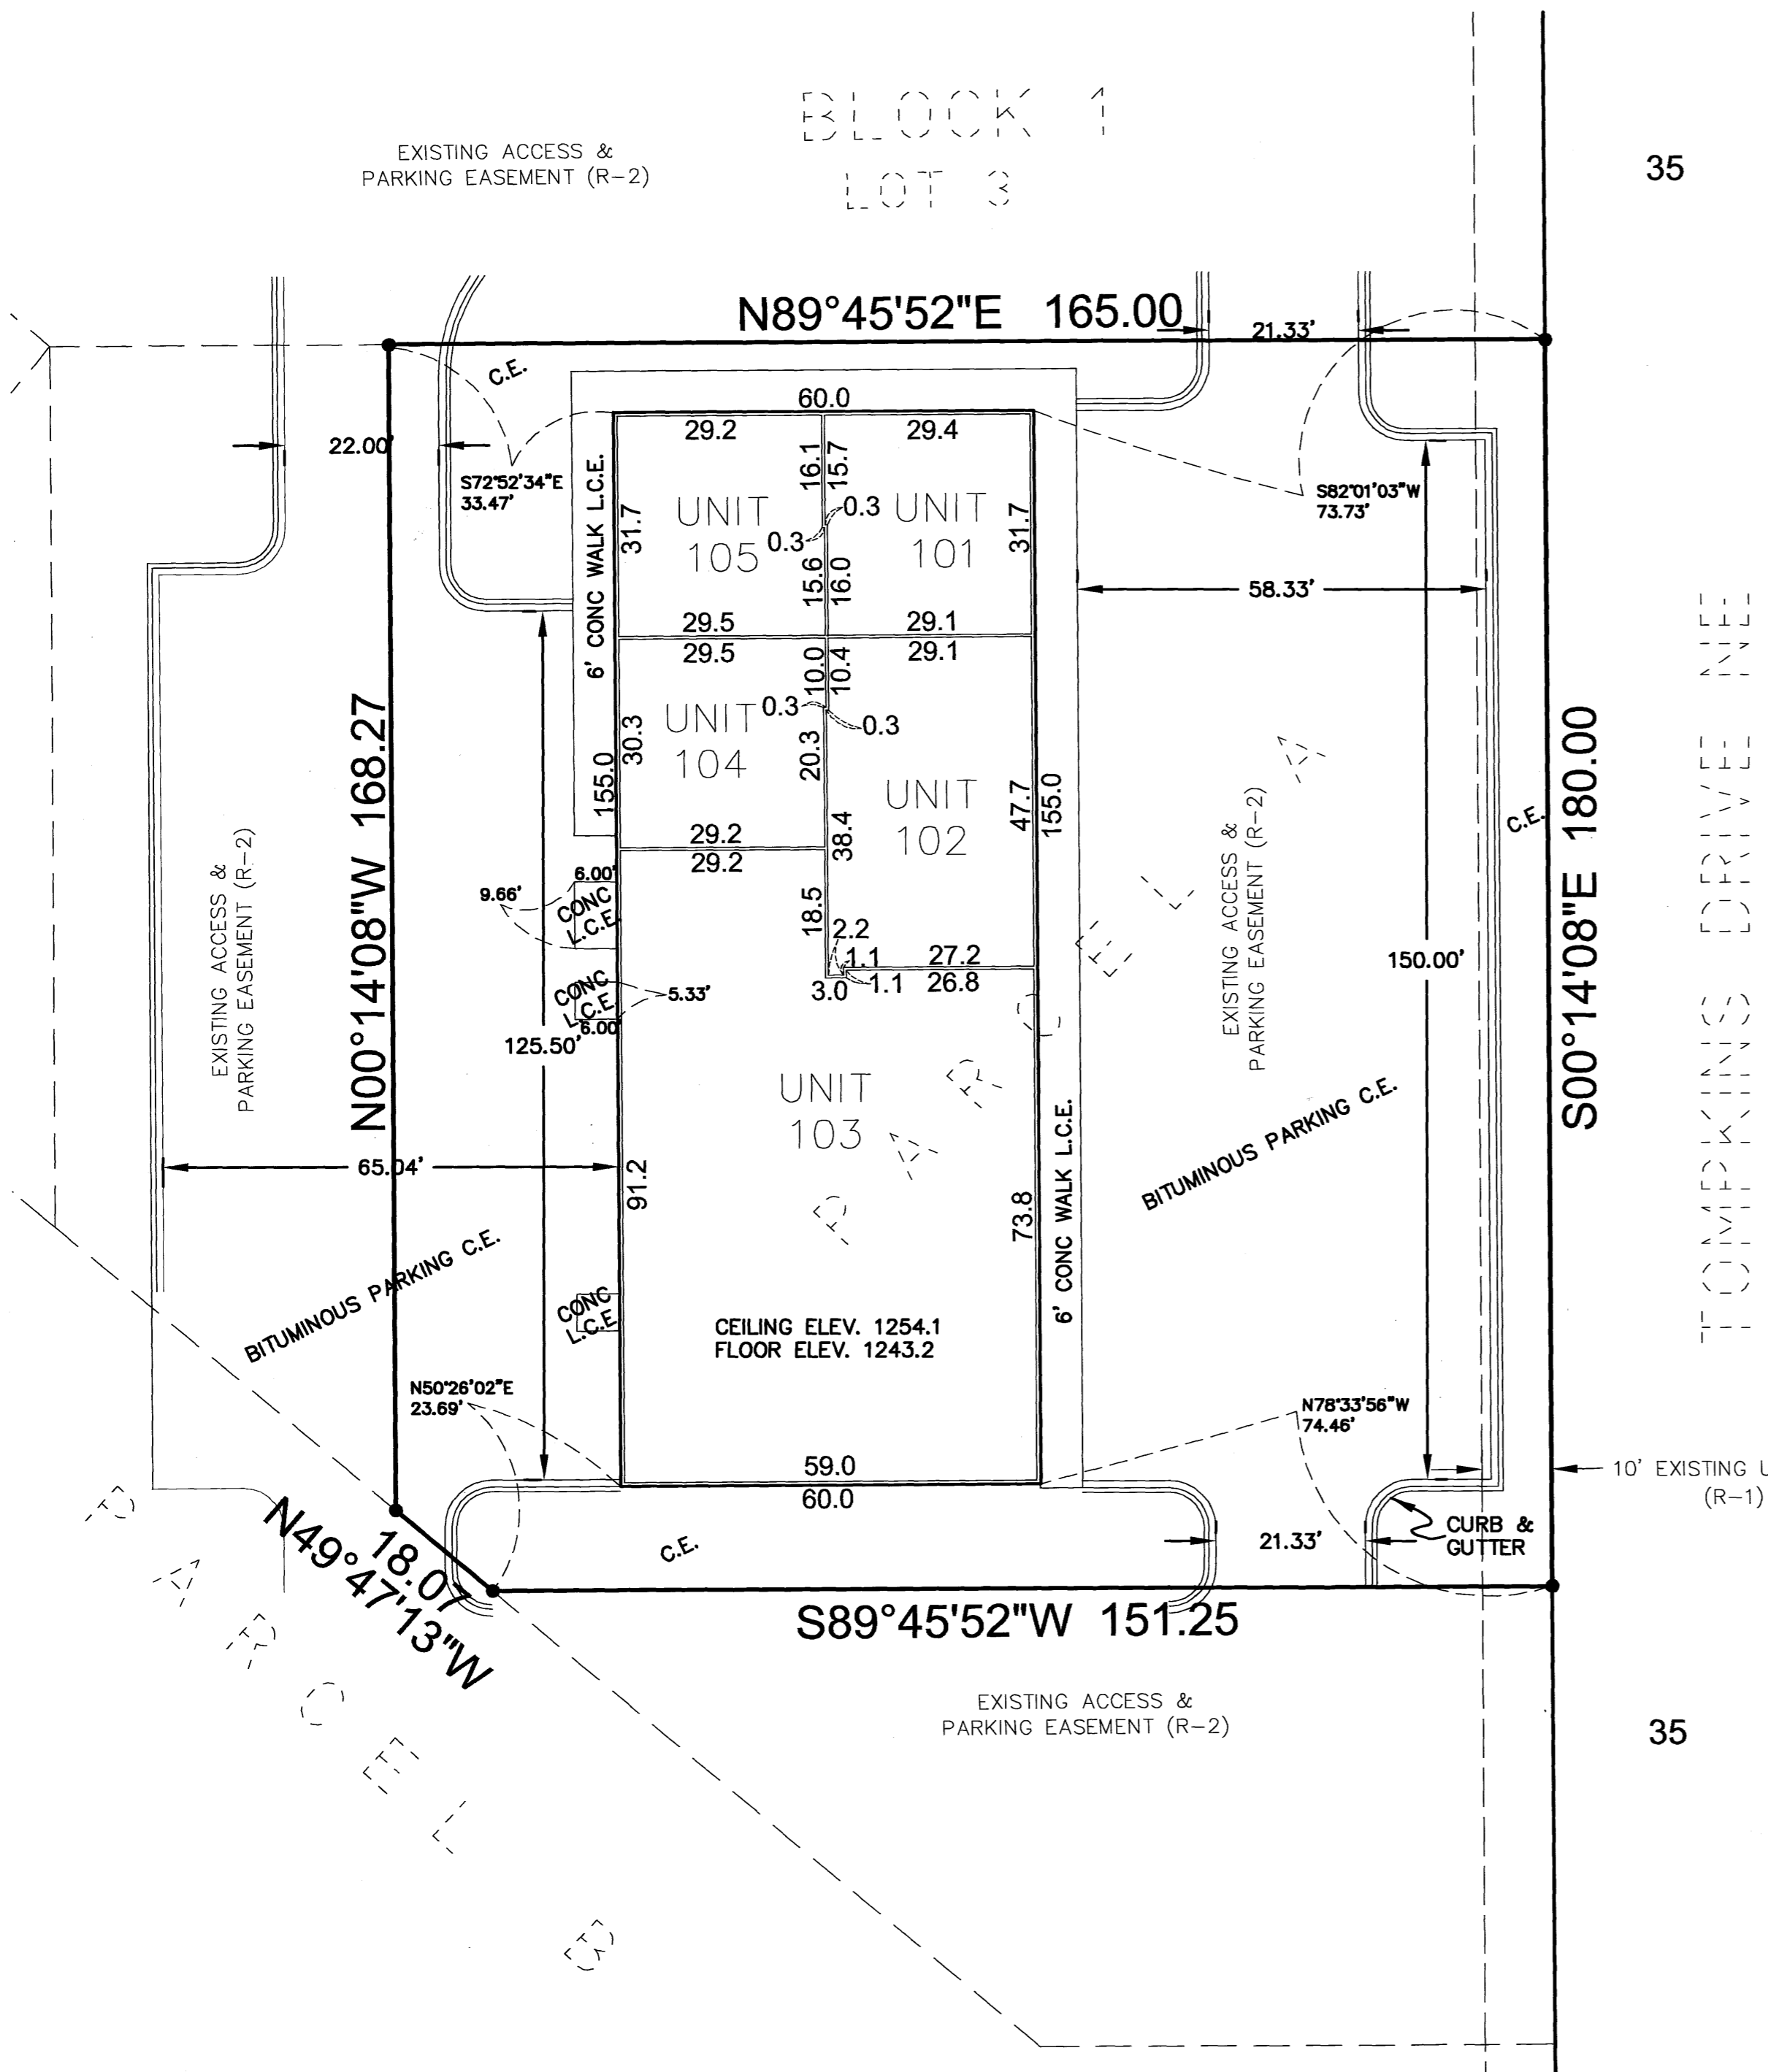 BLOCK 1
LOT 3
EXISTING ACCESS &
PARKING EASEMENT (R-2)
35
N89°45'52"E 165.00
21.33'
C.E.
22.00'
S72°52'34"E
33.47'
60.0
29.2
29.4
16.1
15.7
S82°01'03"W
73.73'
6' CONC WALK L.C.E.
31.7
UNIT
105
0.3
0.3
UNIT
101
31.7
15.6
16.0
58.33'
29.5
29.1
29.5
29.1
10.0
10.4
UNIT
104
0.3
0.3
30.3
155.0
20.3
UNIT
102
47.7
155.0
38.4
29.2
29.2
18.5
2.2
1.1
27.2
3.0
1.1
26.8
N00°14'08"W 168.27
S00°14'08"E 180.00
TOMPKINS DRIVE NE
C.E.
EXISTING ACCESS &
PARKING EASEMENT (R-2)
EXISTING ACCESS &
PARKING EASEMENT (R-2)
150.00'
9.66'
6.00'
CONC
L.C.E
CONC
L.C.E
5.33'
6.00'
125.50'
UNIT
103
PARCEL A
65.04'
91.2
73.8
6' CONC WALK L.C.E.
BITUMINOUS PARKING C.E.
BITUMINOUS PARKING C.E.
CONC
L.C.E
CEILING ELEV. 1254.1
FLOOR ELEV. 1243.2
N50°26'02"E
23.69'
N78°33'56"W
74.46'
59.0
60.0
10' EXISTING U
(R-1)
CURB &
GUTTER
21.33'
C.E.
18.07
N49°47'13"W
S89°45'52"W 151.25
PARCEL B
EXISTING ACCESS &
PARKING EASEMENT (R-2)
35